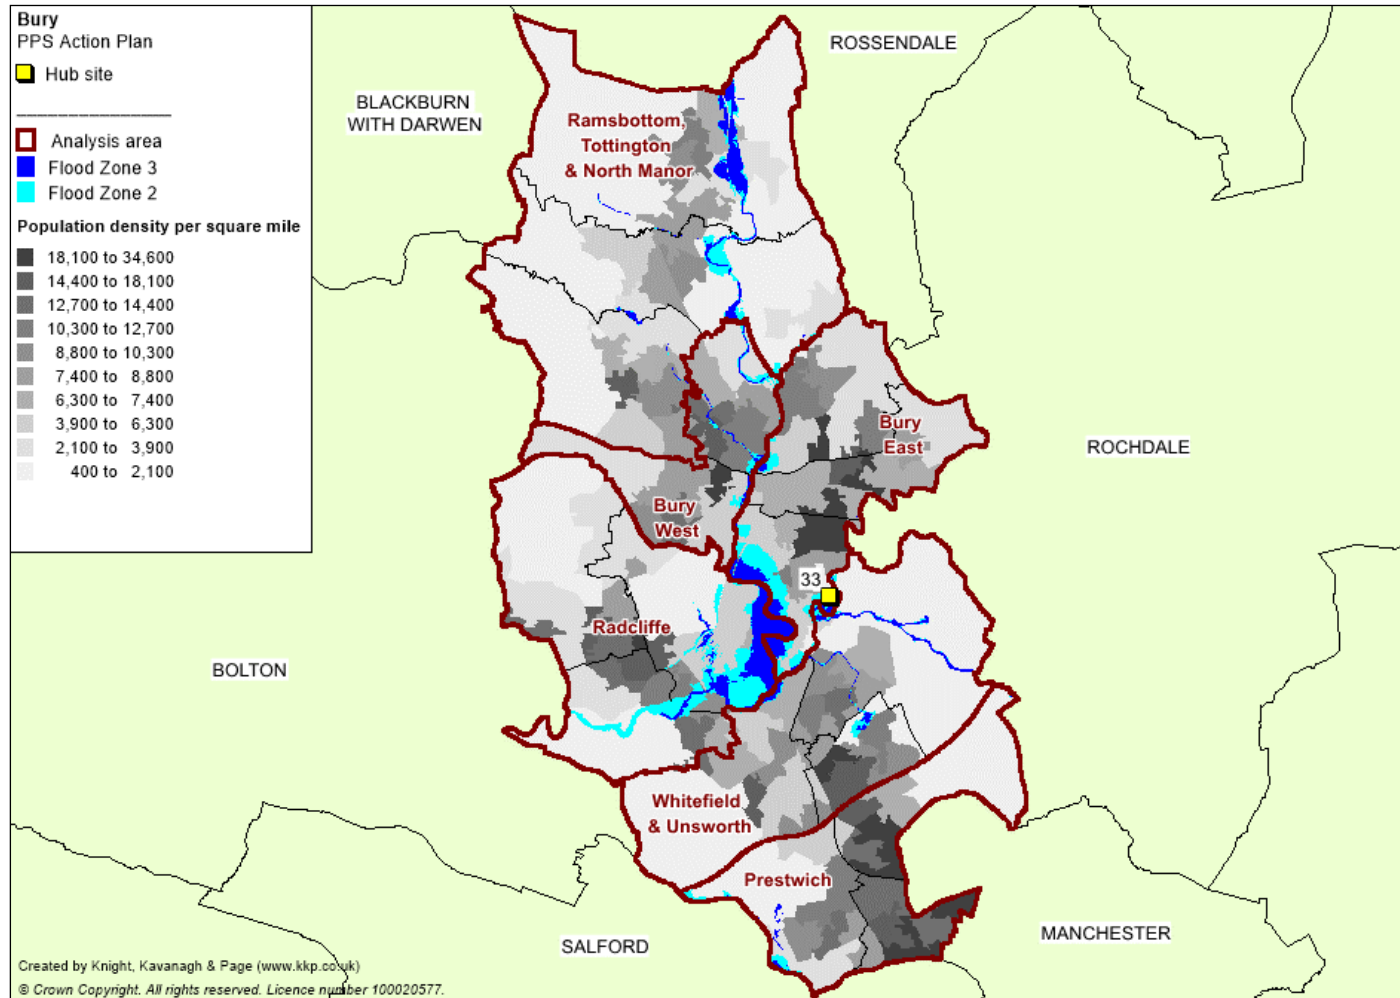 Bury
PPS Action Plan
Hub site
Analysis area
Flood Zone 3
Flood Zone 2
Population density per square mile
18,100 to 34,600
14,400 to 18,100
12,700 to 14,400
10,300 to 12,700
8,800 to 10,300
7,400 to 8,800
6,300 to 7,400
3,900 to 6,300
2,100 to 3,900
400 to 2,100
ROSSENDALE
BLACKBURN
WITH DARWEN
Ramsbottom,
Tottington
& North Manor
Bury
East
ROCHDALE
Bury
West
33
Radcliffe
BOLTON
Whitefield
& Unsworth
Prestwich
SALFORD
MANCHESTER
Created by Knight, Kavanagh & Page (www.kkp.co.uk)
© Crown Copyright. All rights reserved. Licence number 100020577.